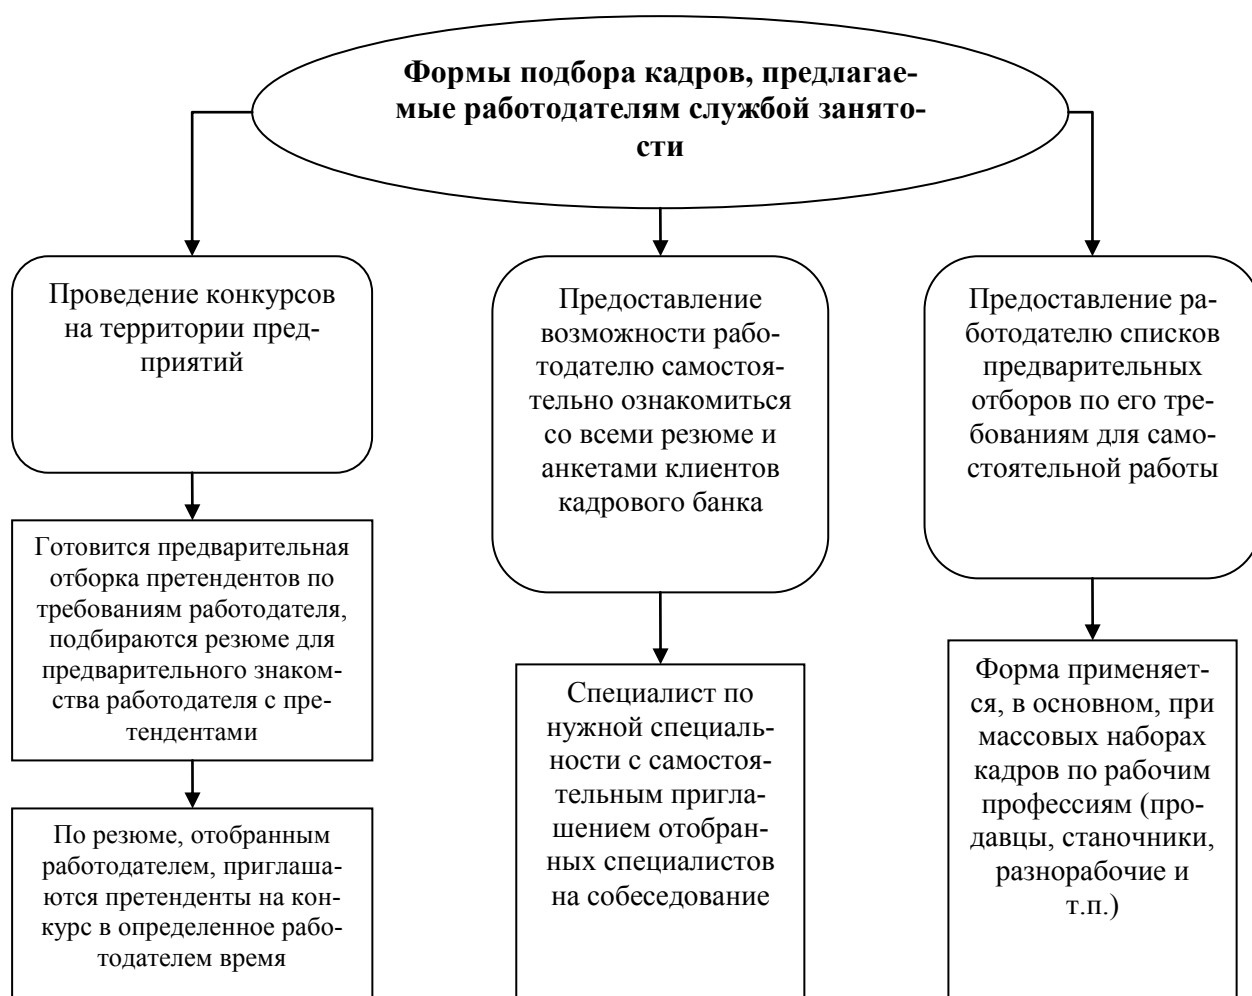 Формы подбора кадров, предлагае-
мые работодателям службой занято-
сти
Проведение конкурсов
на территории пред-
приятий
Готовится предварительная
отборка претендентов по
требованиям работодателя,
подбираются резюме для
предварительного знаком-
ства работодателя с пре-
тендентами
По резюме, отобранным
работодателем, приглаша-
ются претенденты на кон-
курс в определенное рабо-
тодателем время
Предоставление
возможности рабо-
тодателю самостоя-
тельно ознакомиться
со всеми резюме и
анкетами клиентов
кадрового банка
Специалист по
нужной специаль-
ности с самостоя-
тельным пригла-
шением отобран-
ных специалистов
на собеседование
Предоставление ра-
ботодателю списков
предварительных
отборов по его тре-
бованиям для само-
стоятельной работы
Форма применяет-
ся, в основном, при
массовых наборах
кадров по рабочим
профессиям (про-
давцы, станочники,
разнорабочие и
т.п.)